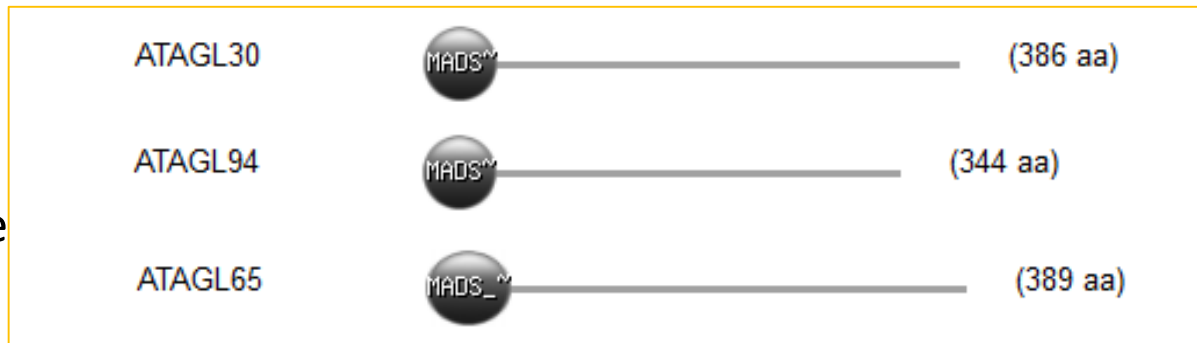 ATAGL30 MADS~ (386 aa)
ATAGL94 MADS~ (344 aa)
e
ATAGL65 MADS_~ (389 aa)